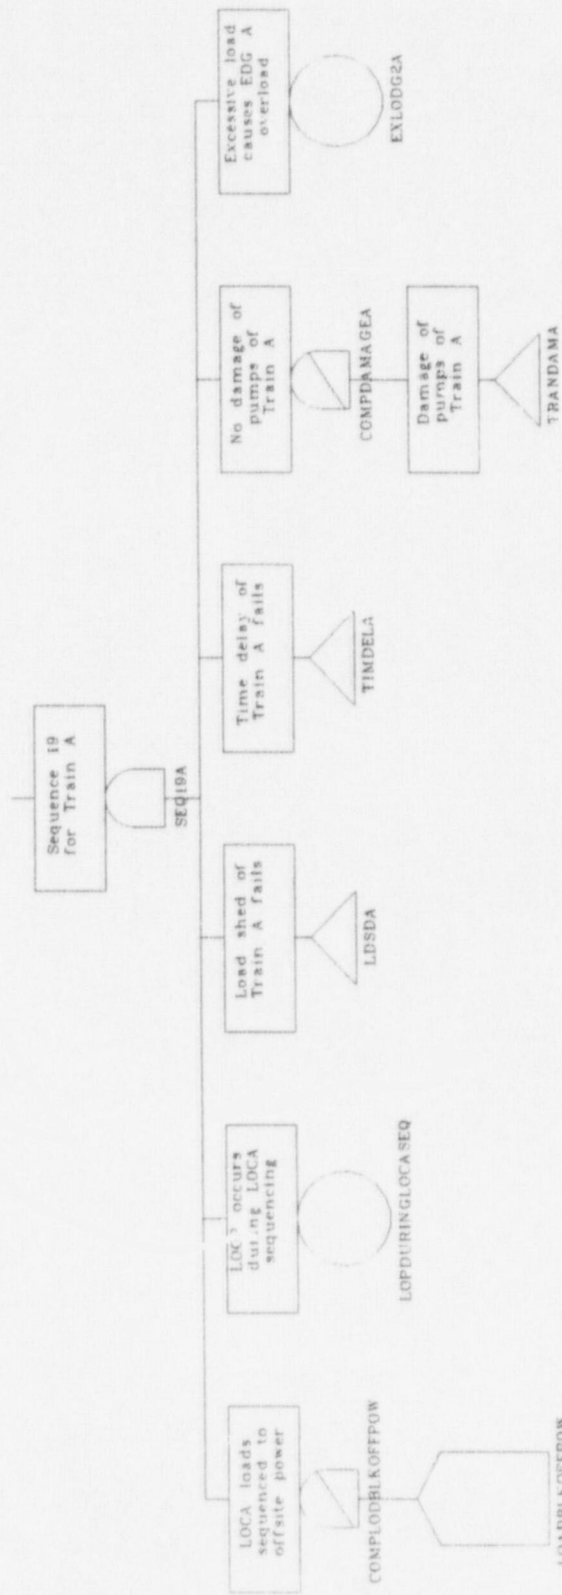 Sequence 19
for Train A
SEQ19A
LOCA loads
sequenced to
offsite power
COMPLODBLKOFFPOW
LOADBLKOFFPOW
occurs
during LOCA
sequencing
LOPDURINGLOCASEQ
Load shed of
Train A fails
LDSDA
Time delay of
Train A fails
TIMDELA
No damage of
pumps of
Train A
COMPDAMAGEA
Damage of
pumps of
Train A
TRANDAMA
Excessive load
causes EDG A
overload
EXLODG2A